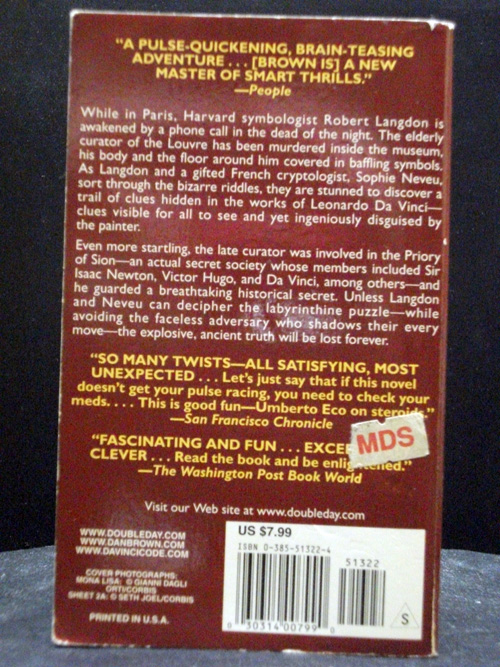 “A PULSE-QUICKENING, BRAIN-TEASING
ADVENTURE . . . [BROWN IS] A NEW
MASTER OF SMART THRILLS.”
—People
While in Paris, Harvard symbologist Robert Langdon is
awakened by a phone call in the dead of the night. The elderly
curator of the Louvre has been murdered inside the museum,
his body and the floor around him covered in baffling symbols.
As Langdon and a gifted French cryptologist, Sophie Neveu,
sort through the bizarre riddles, they are stunned to discover a
trail of clues hidden in the works of Leonardo Da Vinci—
clues visible for all to see and yet ingeniously disguised by
the painter.
Even more startling, the late curator was involved in the Priory
of Sion—an actual secret society whose members included Sir
Isaac Newton, Victor Hugo, and Da Vinci, among others—and
he guarded a breathtaking historical secret. Unless Langdon
and Neveu can decipher the labyrinthine puzzle—while
avoiding the faceless adversary who shadows their every
move—the explosive, ancient truth will be lost forever.
“SO MANY TWISTS—ALL SATISFYING, MOST
UNEXPECTED . . . Let’s just say that if this novel
doesn’t get your pulse racing, you need to check your
meds. . . . This is good fun—Umberto Eco on steroids.”
—San Francisco Chronicle
MDS
“FASCINATING AND FUN . . .
CLEVER . . . Read the book and be
—The Washington Post Book World
Visit our Web site at www.doubleday.com
WWW.DOUBLEDAY.COM
WWW.DANBROWN.COM
WWW.DAVINCICODE.COM
COVER PHOTOGRAPHS:
MONA LISA: © GIANNI DAGLI
ORTI/CORBIS
SHEET 2A: © SETH JOEL/CORBIS
PRINTED IN U.S.A.
US $7.99
ISBN 0-385-51322-4
51322
0 30314 00799 0
S